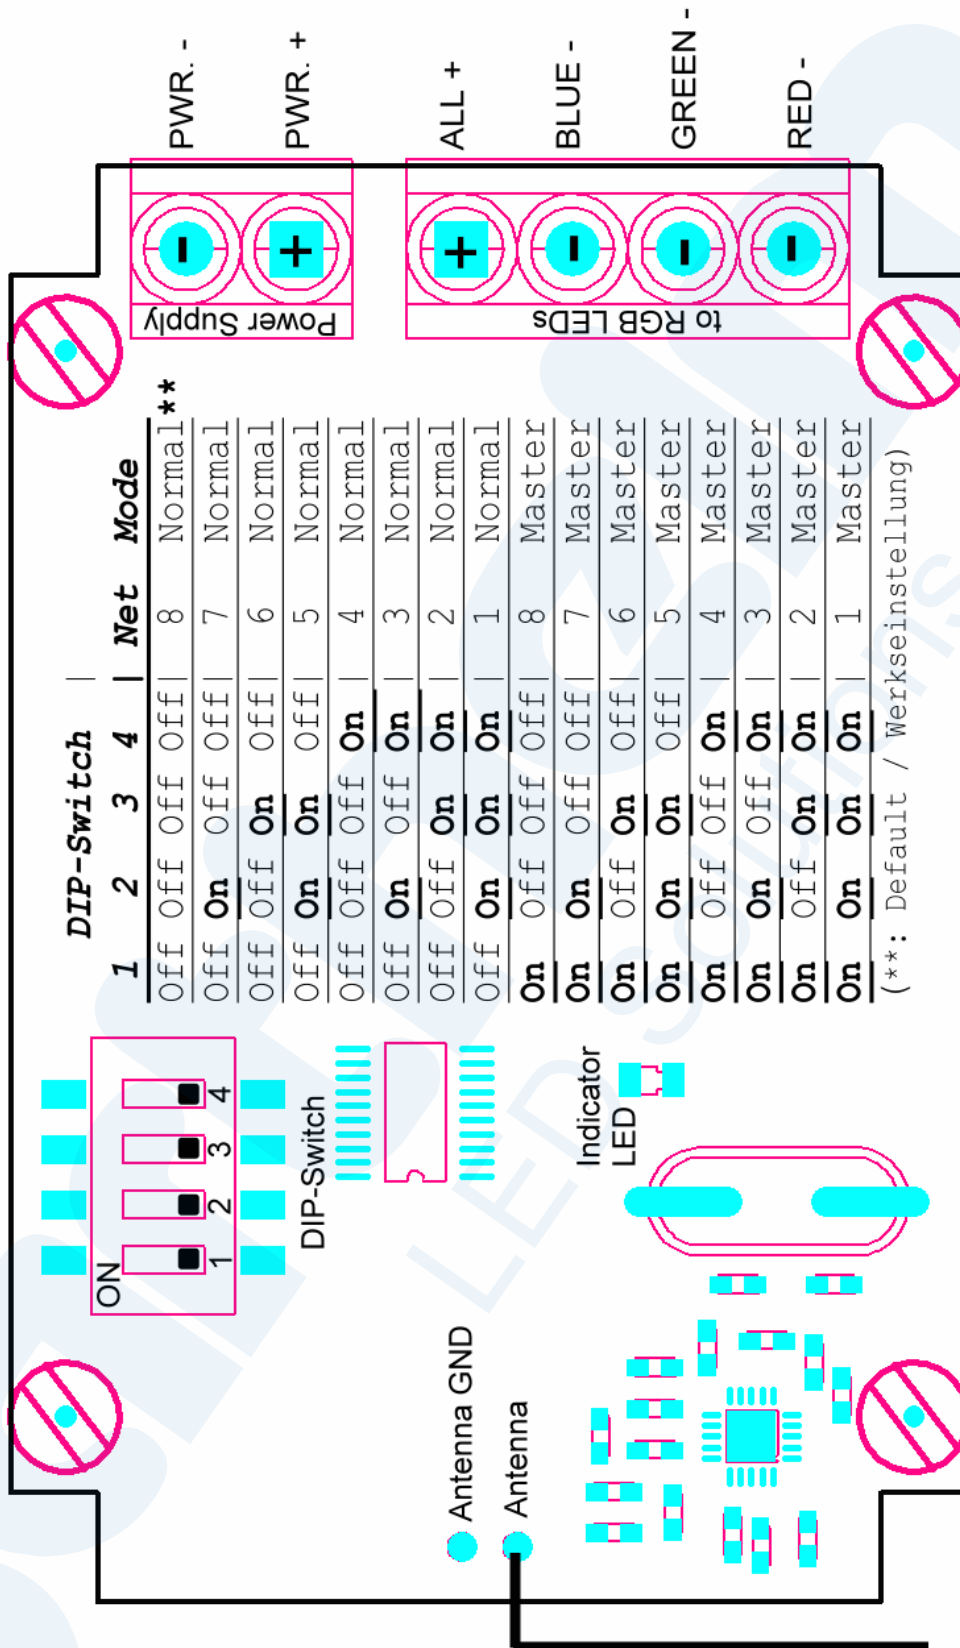 PWR. -
PWR. +
ALL +
BLUE -
GREEN -
RED -
Power Supply
to RGB LEDs
DIP-Switch |
1 2 3 4 | Net Mode
Off Off Off Off | 8 Normal**
Off On Off Off | 7 Normal
Off Off On Off | 6 Normal
Off On On Off | 5 Normal
Off Off Off On | 4 Normal
Off On Off On | 3 Normal
Off Off On On | 2 Normal
Off On On On | 1 Normal
On Off Off Off | 8 Master
On On Off Off | 7 Master
On Off On Off | 6 Master
On On On Off | 5 Master
On Off Off On | 4 Master
On On Off On | 3 Master
On Off On On | 2 Master
On On On On | 1 Master
(**: Default / Werkseinstellung)
ON
1 2 3 4
DIP-Switch
Indicator
LED
Antenna GND
Antenna
LED Solutions